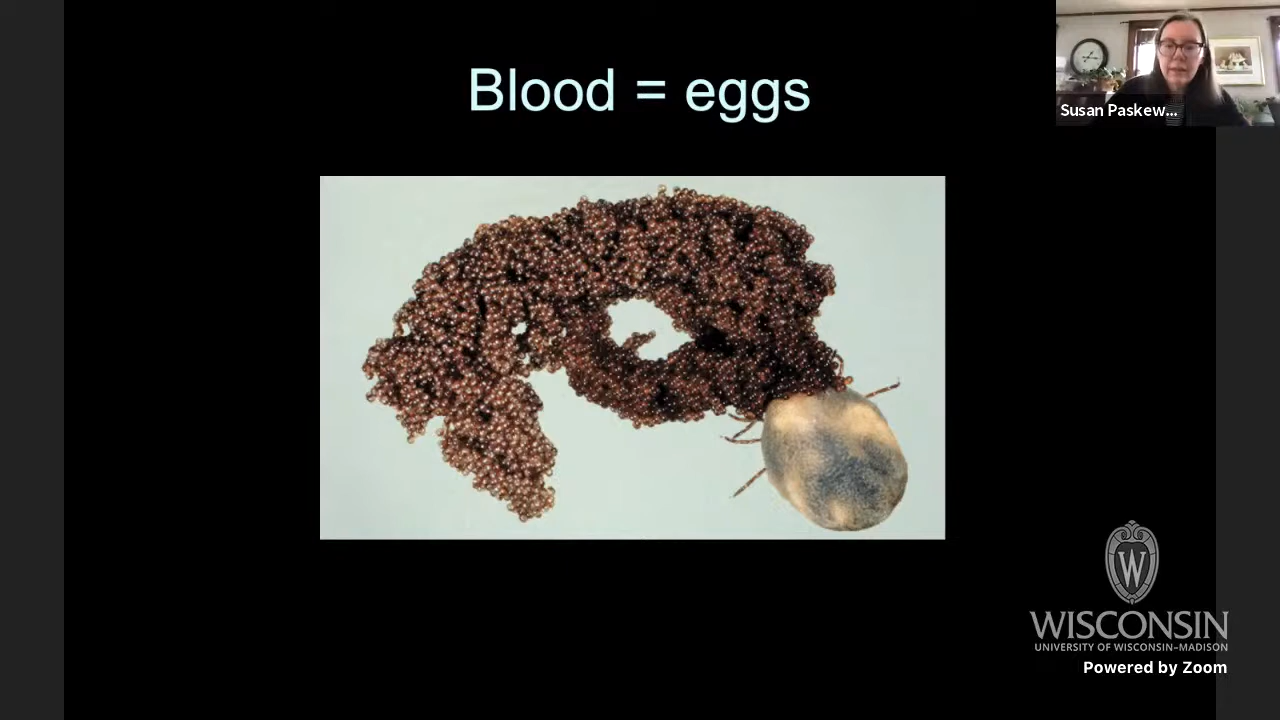 Blood = eggs
Susan Paskew...
W
WISCONSIN
UNIVERSITY OF WISCONSIN–MADISON
Powered by Zoom